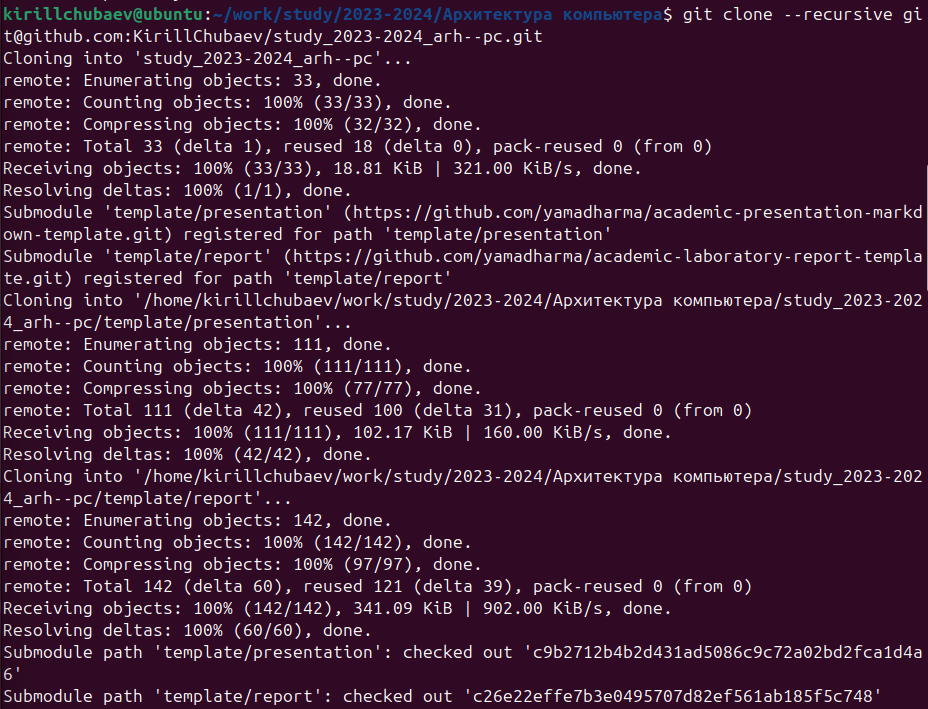 kirillchubaev@ubuntu:~/work/study/2023-2024/Архитектура компьютера$ git clone --recursive gi
t@github.com:KirillChubaev/study_2023-2024_arh--pc.git
Cloning into 'study_2023-2024_arh--pc'...
remote: Enumerating objects: 33, done.
remote: Counting objects: 100% (33/33), done.
remote: Compressing objects: 100% (32/32), done.
remote: Total 33 (delta 1), reused 18 (delta 0), pack-reused 0 (from 0)
Receiving objects: 100% (33/33), 18.81 KiB | 321.00 KiB/s, done.
Resolving deltas: 100% (1/1), done.
Submodule 'template/presentation' (https://github.com/yamadharma/academic-presentation-markd
own-template.git) registered for path 'template/presentation'
Submodule 'template/report' (https://github.com/yamadharma/academic-laboratory-report-templa
te.git) registered for path 'template/report'
Cloning into '/home/kirillchubaev/work/study/2023-2024/Архитектура компьютера/study_2023-202
4_arh--pc/template/presentation'...
remote: Enumerating objects: 111, done.
remote: Counting objects: 100% (111/111), done.
remote: Compressing objects: 100% (77/77), done.
remote: Total 111 (delta 42), reused 100 (delta 31), pack-reused 0 (from 0)
Receiving objects: 100% (111/111), 102.17 KiB | 160.00 KiB/s, done.
Resolving deltas: 100% (42/42), done.
Cloning into '/home/kirillchubaev/work/study/2023-2024/Архитектура компьютера/study_2023-202
4_arh--pc/template/report'...
remote: Enumerating objects: 142, done.
remote: Counting objects: 100% (142/142), done.
remote: Compressing objects: 100% (97/97), done.
remote: Total 142 (delta 60), reused 121 (delta 39), pack-reused 0 (from 0)
Receiving objects: 100% (142/142), 341.09 KiB | 902.00 KiB/s, done.
Resolving deltas: 100% (60/60), done.
Submodule path 'template/presentation': checked out 'c9b2712b4b2d431ad5086c9c72a02bd2fca1d4a
6'
Submodule path 'template/report': checked out 'c26e22effe7b3e0495707d82ef561ab185f5c748'